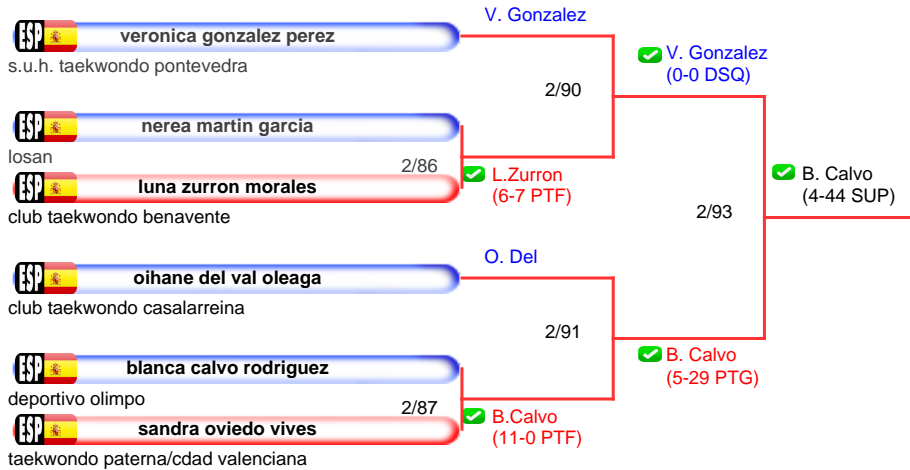 V. Gonzalez
ESP veronica gonzalez perez
s.u.h. taekwondo pontevedra
V. Gonzalez
(0-0 DSQ)
2/90
ESP nerea martin garcia
losan
2/86
L.Zurron
(6-7 PTF)
ESP luna zurron morales
club taekwondo benavente
B. Calvo
(4-44 SUP)
2/93
O. Del
ESP oihane del val oleaga
club taekwondo casalarreina
2/91
B. Calvo
(5-29 PTG)
ESP blanca calvo rodriguez
deportivo olimpo
2/87
B.Calvo
(11-0 PTF)
ESP sandra oviedo vives
taekwondo paterna/cdad valenciana